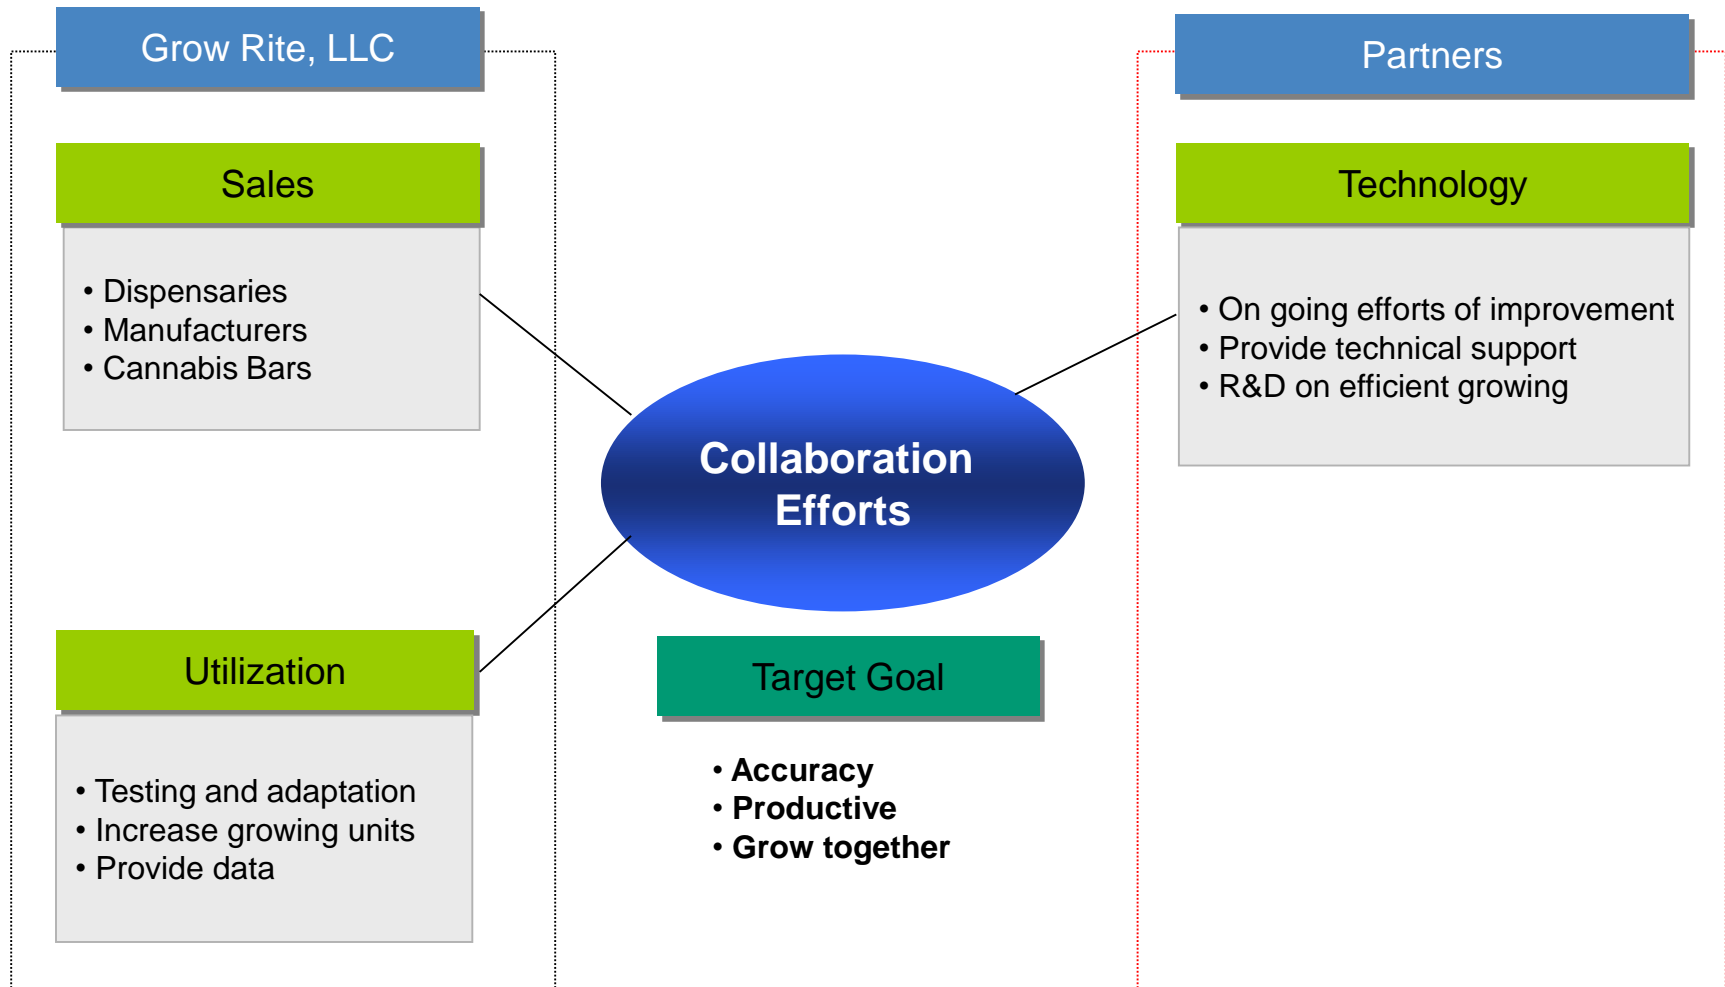 Grow Rite, LLC
Partners
Sales
• Dispensaries
• Manufacturers
• Cannabis Bars
Technology
• On going efforts of improvement
• Provide technical support
• R&D on efficient growing
Collaboration
Efforts
Utilization
• Testing and adaptation
• Increase growing units
• Provide data
Target Goal
• Accuracy
• Productive
• Grow together